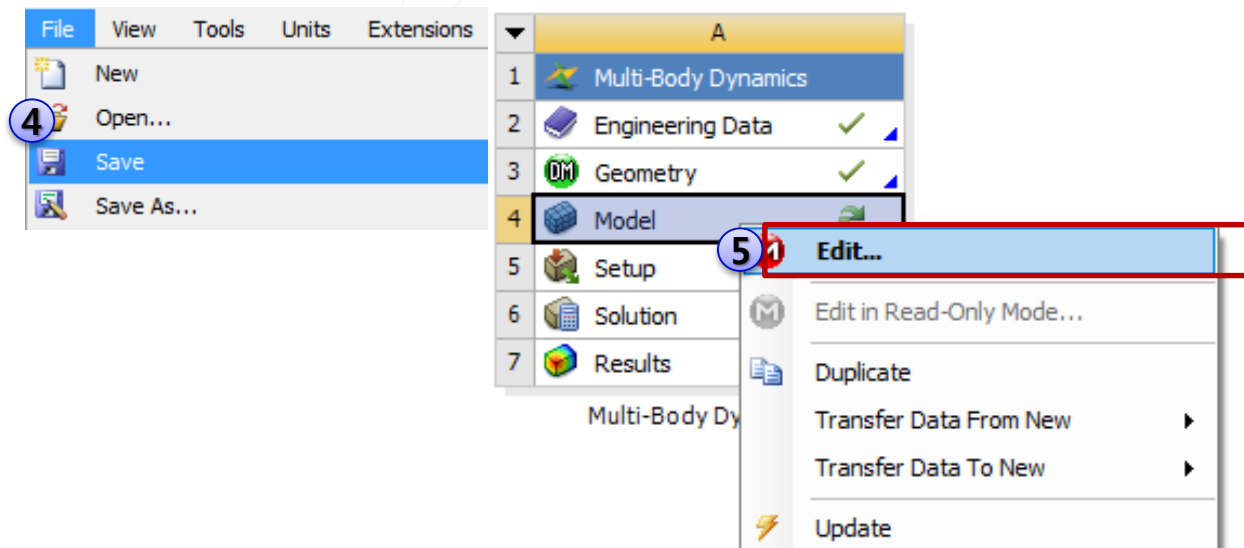 File View Tools Units Extensions
New
4 Open...
Save
Save As...
A
1 Multi-Body Dynamics
2 Engineering Data
3 DM Geometry
4 Model
5 Setup
6 Solution
7 Results
Multi-Body Dy
5 Edit...
M Edit in Read-Only Mode...
Duplicate
Transfer Data From New
Transfer Data To New
Update